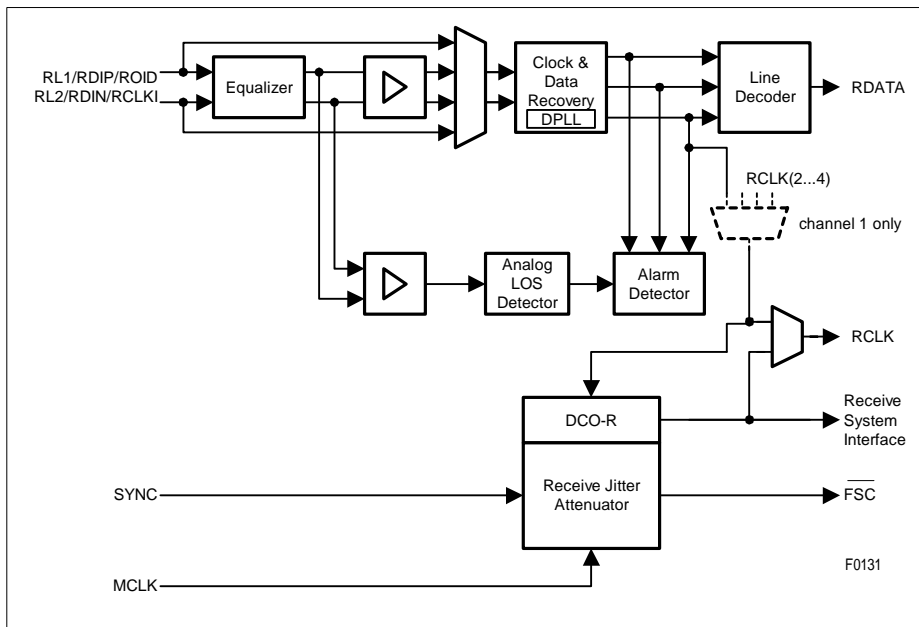 RL1/RDIP/ROID
RL2/RDIN/RCLKI
Equalizer
Clock &
Data
Recovery
DPLL
Line
Decoder
RDATA
RCLK(2...4)
channel 1 only
Analog
LOS
Detector
Alarm
Detector
RCLK
DCO-R
Receive
System
Interface
SYNC
Receive Jitter
Attenuator
FSC
MCLK
F0131